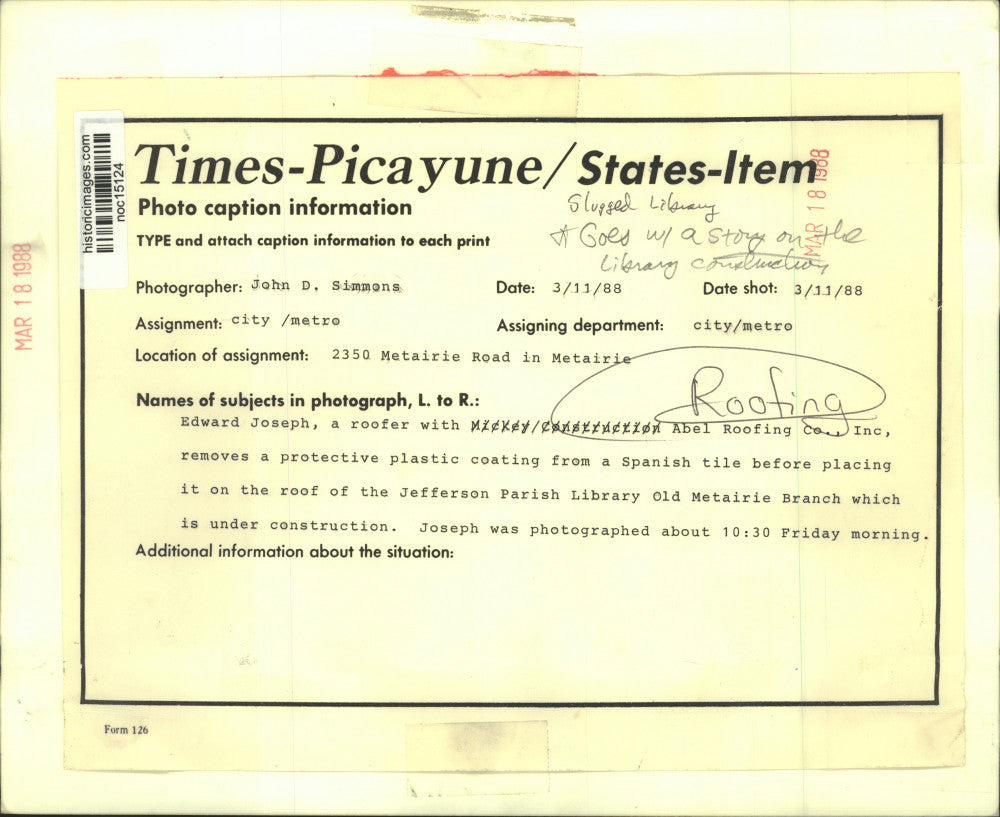 Times-Picayune/States-Item
Photo caption information
Slugged Library
TYPE and attach caption information to each print
Goes w/ a story on the
library construction
MAR 18 1988
MAR 18 1988
historicimages.com
noc15124
Photographer: John D. Simmons Date: 3/11/88 Date shot: 3/11/88
Assignment: city /metro Assigning department: city/metro
Location of assignment: 2350 Metairie Road in Metairie
Roofing
Names of subjects in photograph, L. to R.:
Edward Joseph, a roofer with Abel Roofing Co., Inc,
removes a protective plastic coating from a Spanish tile before placing
it on the roof of the Jefferson Parish Library Old Metairie Branch which
is under construction. Joseph was photographed about 10:30 Friday morning.
Additional information about the situation:
Form 126